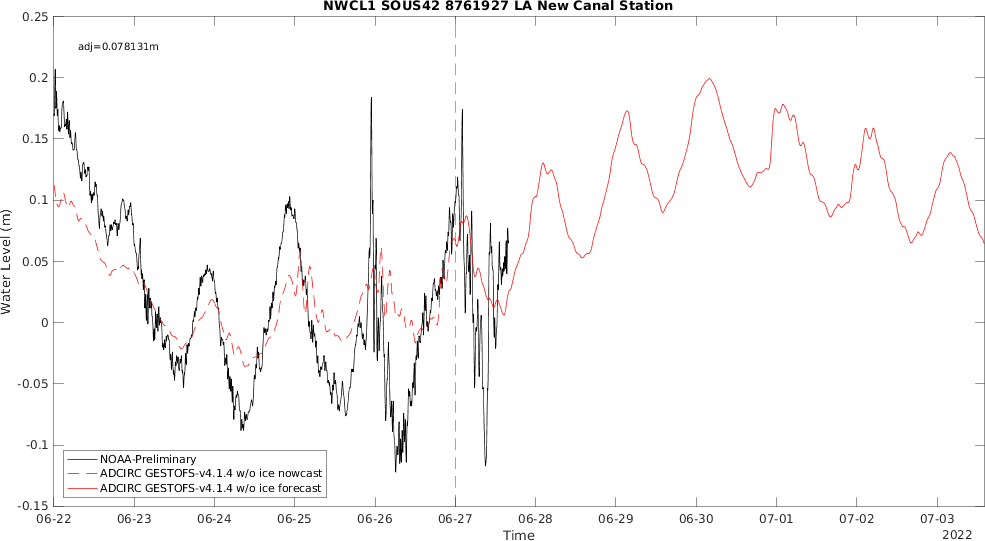 NWCL1 SOUS42 8761927 LA New Canal Station
adj=0.078131m
0.25
0.2
0.15
0.1
0.05
0
-0.05
-0.1
-0.15
Water Level (m)
NOAA-Preliminary
ADCIRC GESTOFS-v4.1.4 w/o ice nowcast
ADCIRC GESTOFS-v4.1.4 w/o ice forecast
06-22 06-23 06-24 06-25 06-26 06-27 06-28 06-29 06-30 07-01 07-02 07-03
Time
2022